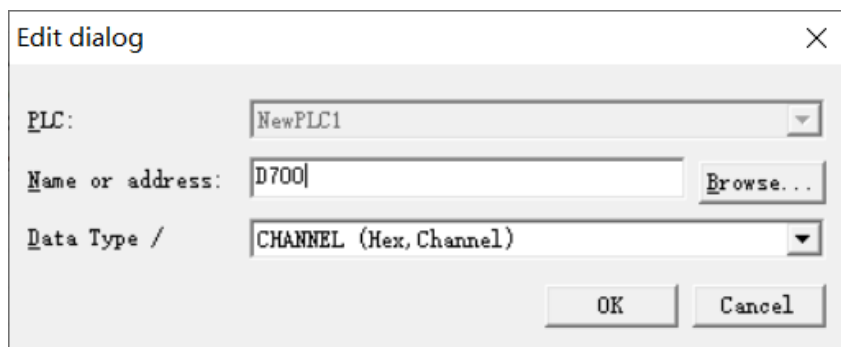 Edit dialog
PLC: NewPLC1
Name or address: D700 Browse...
Data Type / CHANNEL (Hex,Channel)
OK Cancel